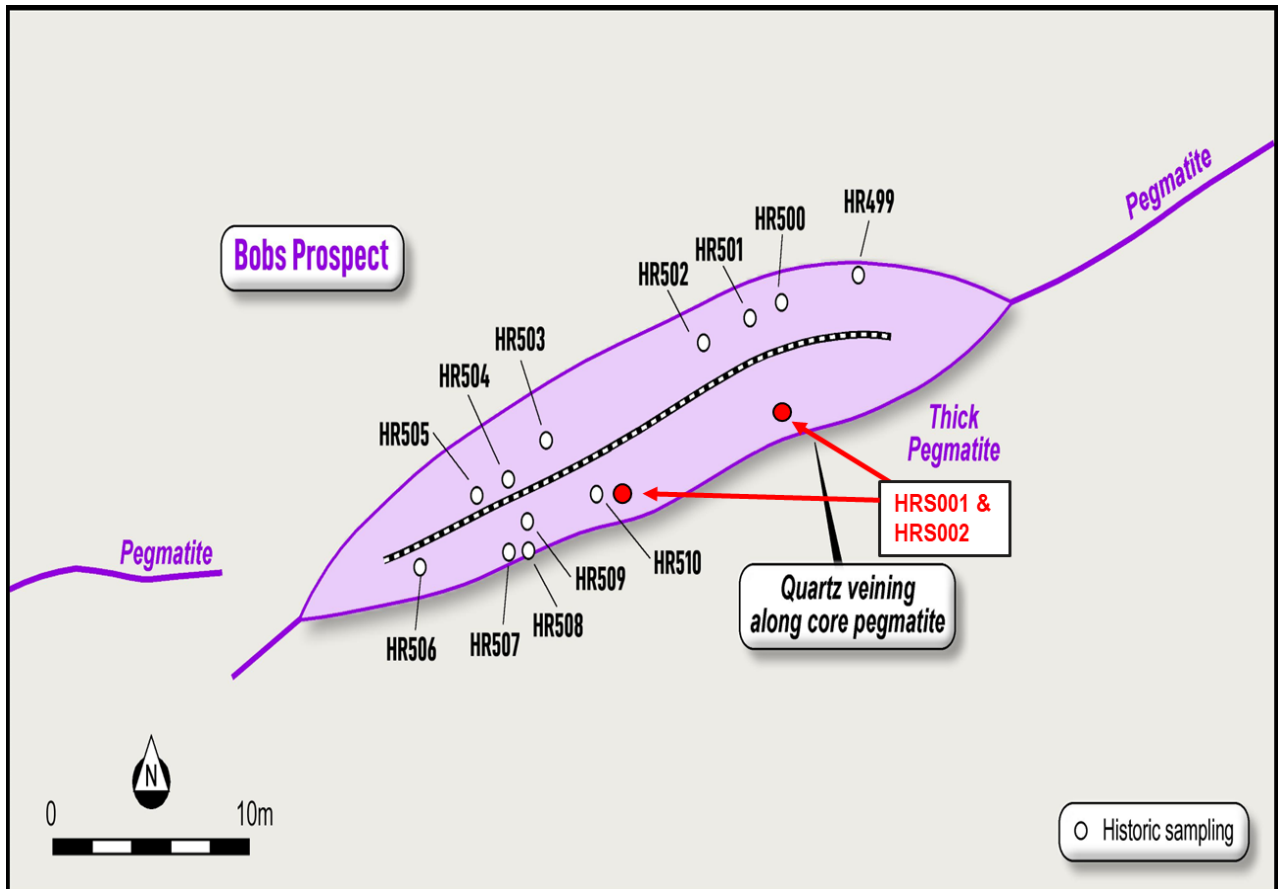 HR499
HR500
HR501
HR502
Pegmatite
Bobs Prospect
HR503
HR504
HR505
Thick
Pegmatite
HRS001 &
HRS002
Pegmatite
HR510
HR509
HR508
HR507
HR506
Quartz veining
along core pegmatite
N
0 10m
Historic sampling